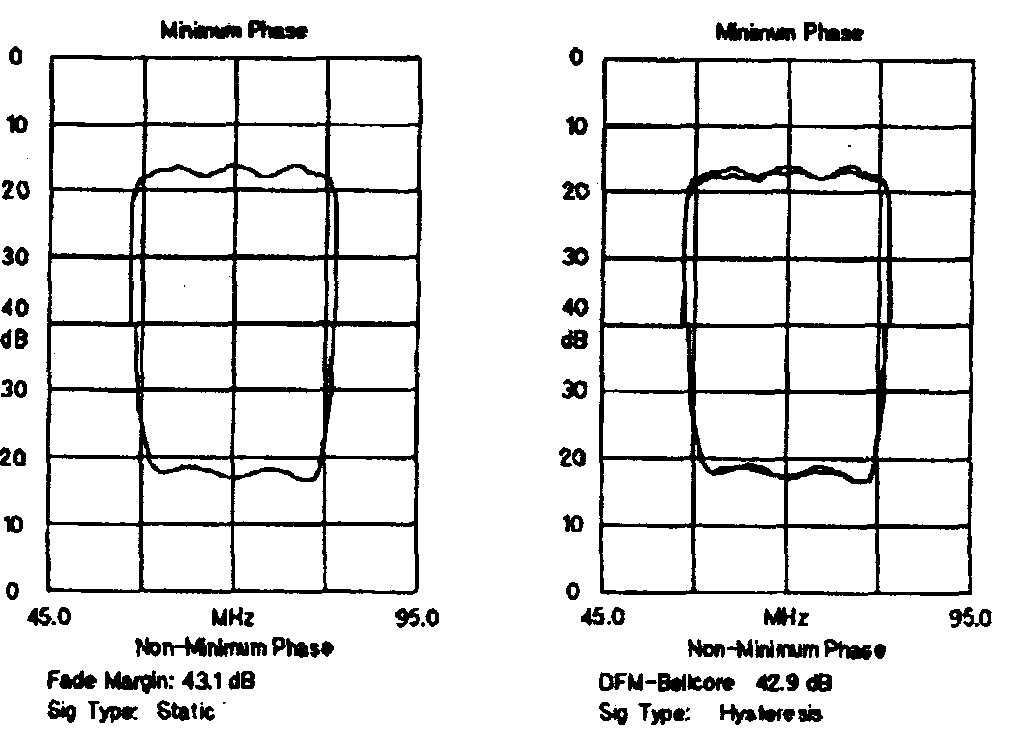 Minimum Phase
0
10
20
30
40
dB
30
20
10
0
45.0 MHz 95.0
Non-Minimum Phase
Fade Margin: 43.1 dB
Sig Type: Static
Minimum Phase
0
10
20
30
40
dB
30
20
10
0
45.0 MHz 95.0
Non-Minimum Phase
DFM-Bellcore 42.9 dB
Sig Type: Hysteresis